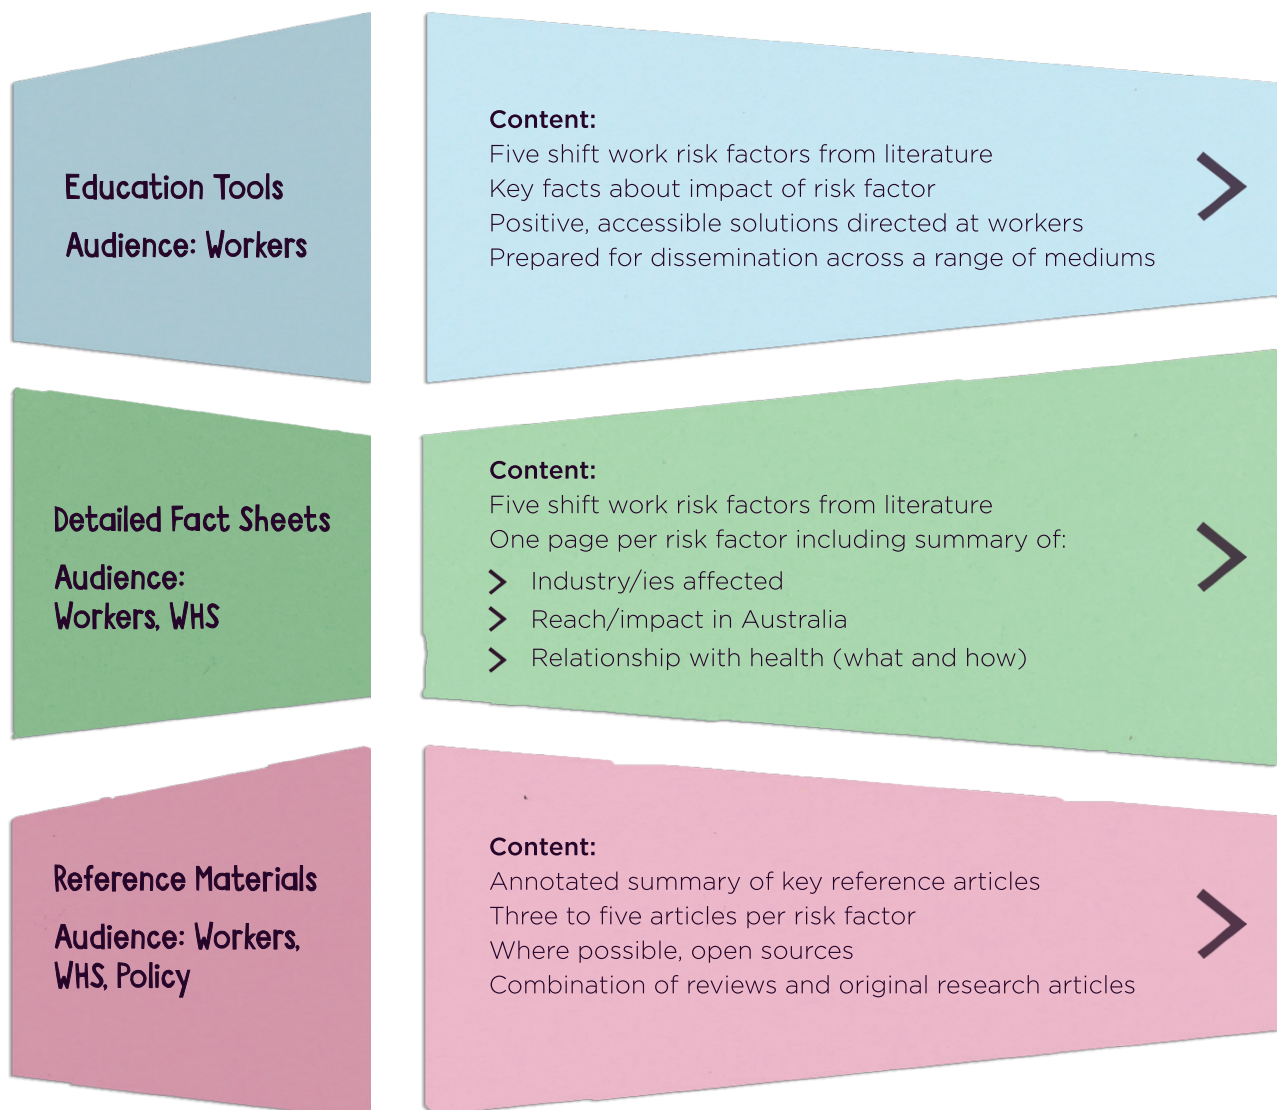 Education Tools
Audience: Workers
Content:
Five shift work risk factors from literature
Key facts about impact of risk factor
Positive, accessible solutions directed at workers
Prepared for dissemination across a range of mediums
Detailed Fact Sheets
Audience:
Workers, WHS
Content:
Five shift work risk factors from literature
One page per risk factor including summary of:
Industry/ies affected
Reach/impact in Australia
Relationship with health (what and how)
Reference Materials
Audience: Workers,
WHS, Policy
Content:
Annotated summary of key reference articles
Three to five articles per risk factor
Where possible, open sources
Combination of reviews and original research articles